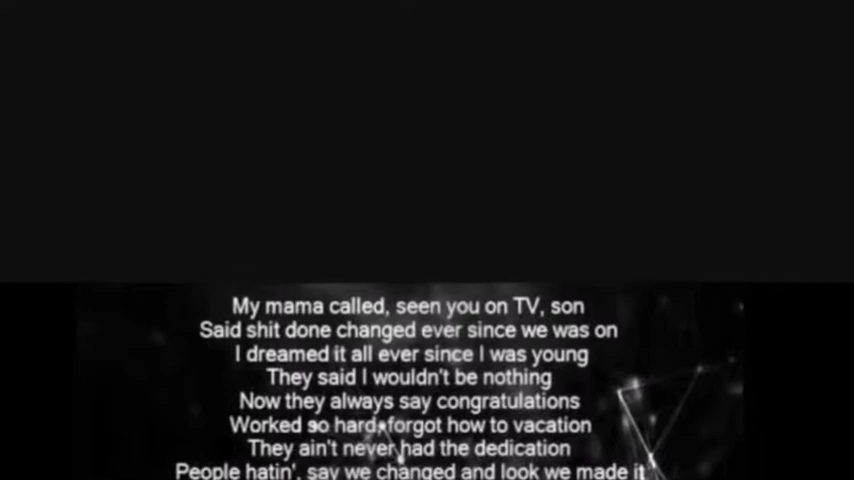 My mama called, seen you on TV, son
Said shit done changed ever since we was on
I dreamed it all ever since I was young
They said I wouldn't be nothing
Now they always say congratulations
Worked so hard, forgot how to vacation
They ain't never had the dedication
People hatin', say we changed and look we made it